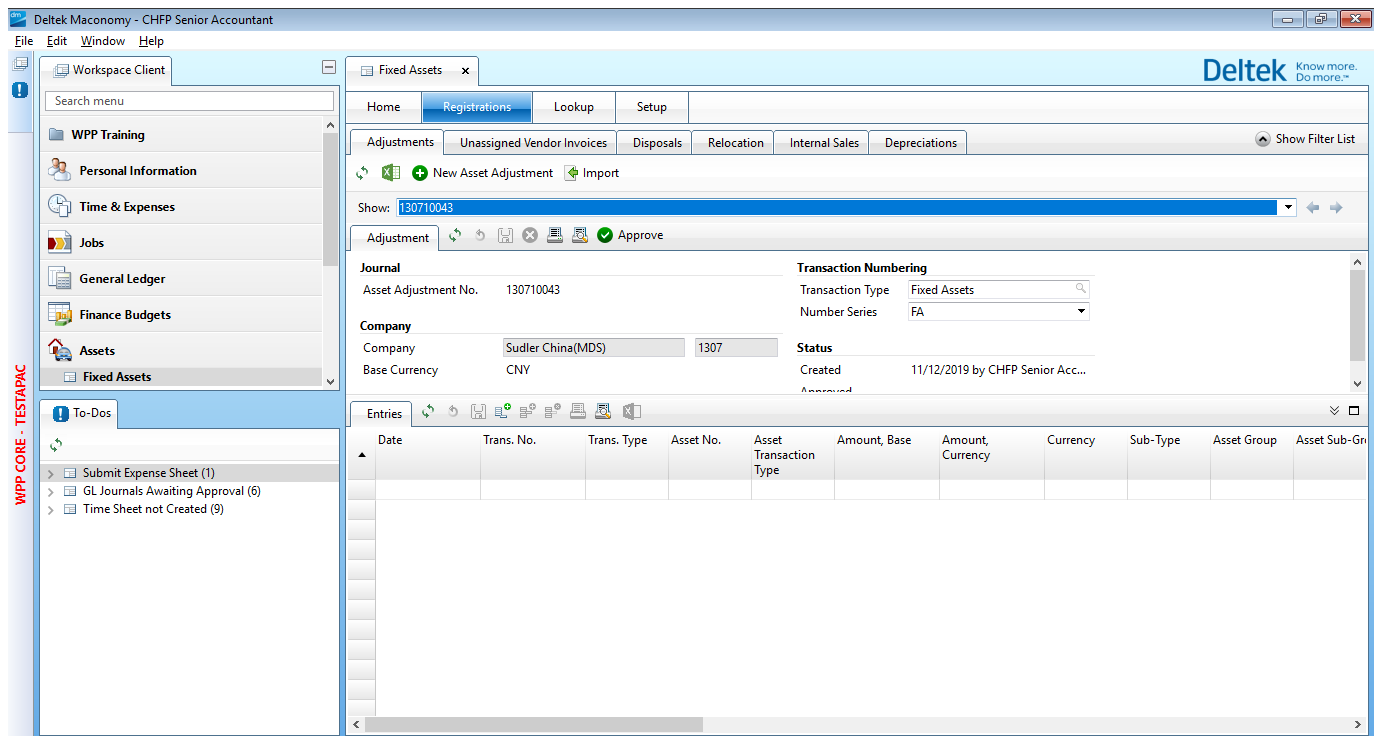 Deltek Maconomy - CHFP Senior Accountant
File Edit Window Help
Workspace Client
Fixed Assets x
Deltek Know more. Do more.™
Search menu
Home Registrations Lookup Setup
WPP Training
Adjustments Unassigned Vendor Invoices Disposals Relocation Internal Sales Depreciations Show Filter List
Personal Information
New Asset Adjustment Import
Time & Expenses
Show: 130710043
Jobs
Adjustment Approve
General Ledger
Journal Transaction Numbering
Asset Adjustment No. 130710043 Transaction Type Fixed Assets
Finance Budgets
Number Series FA
Company
Assets
Company Sudler China(MDS) 1307 Status
Fixed Assets
Base Currency CNY Created 11/12/2019 by CHFP Senior Acc...
Approved
WPP CORE - TESTAPAC
To-Dos
Entries
Date Trans. No. Trans. Type Asset No. Asset Transaction Type Amount, Base Amount, Currency Currency Sub-Type Asset Group Asset Sub-Gr
Submit Expense Sheet (1)
GL Journals Awaiting Approval (6)
Time Sheet not Created (9)